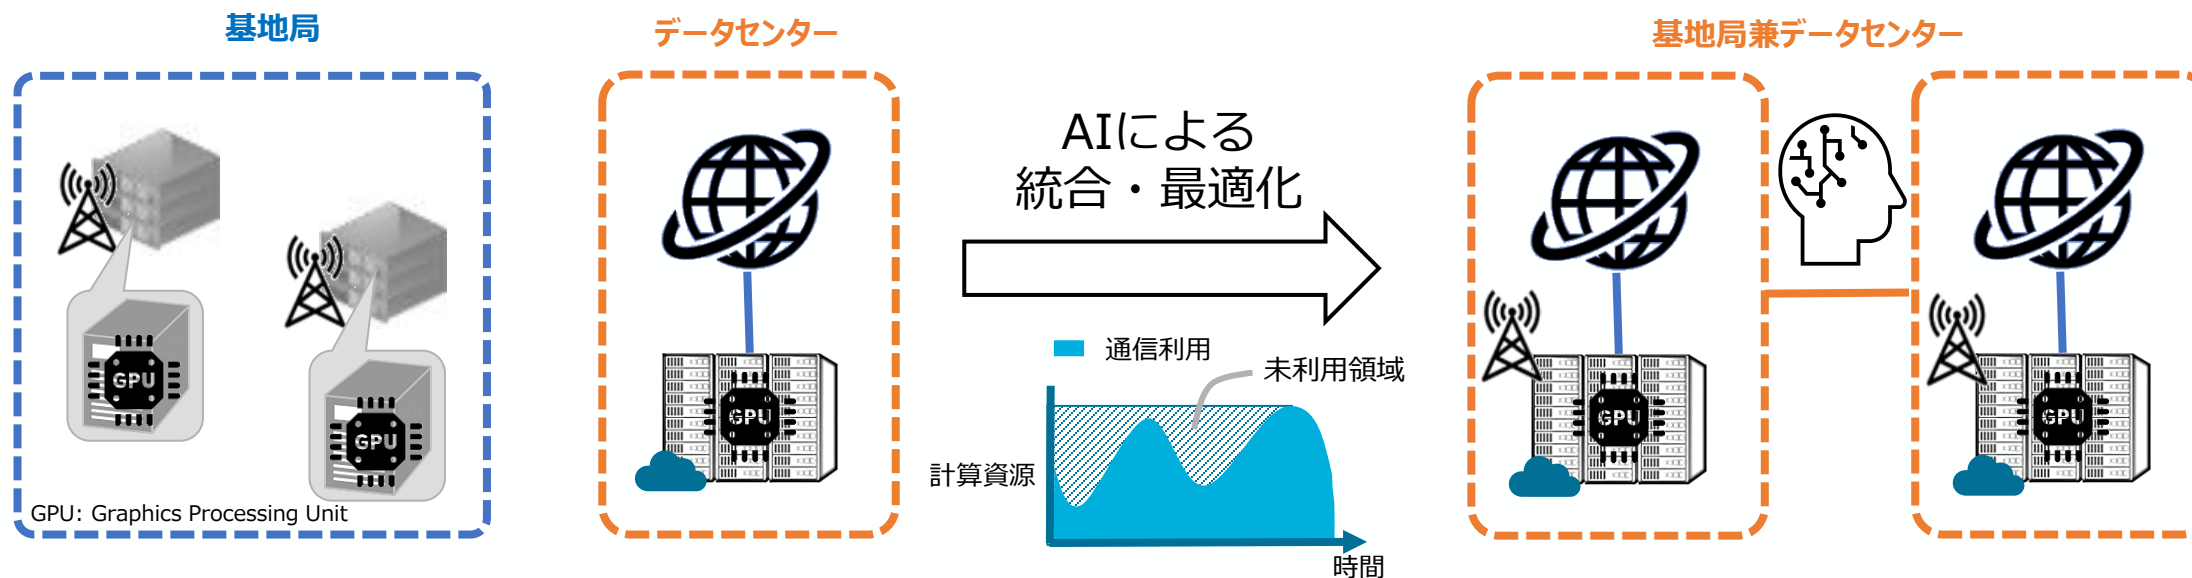 基地局
データセンター
基地局兼データセンター
AIによる
統合・最適化
GPU
GPU
GPU
GPU
GPU
通信利用
未利用領域
計算資源
時間
GPU: Graphics Processing Unit